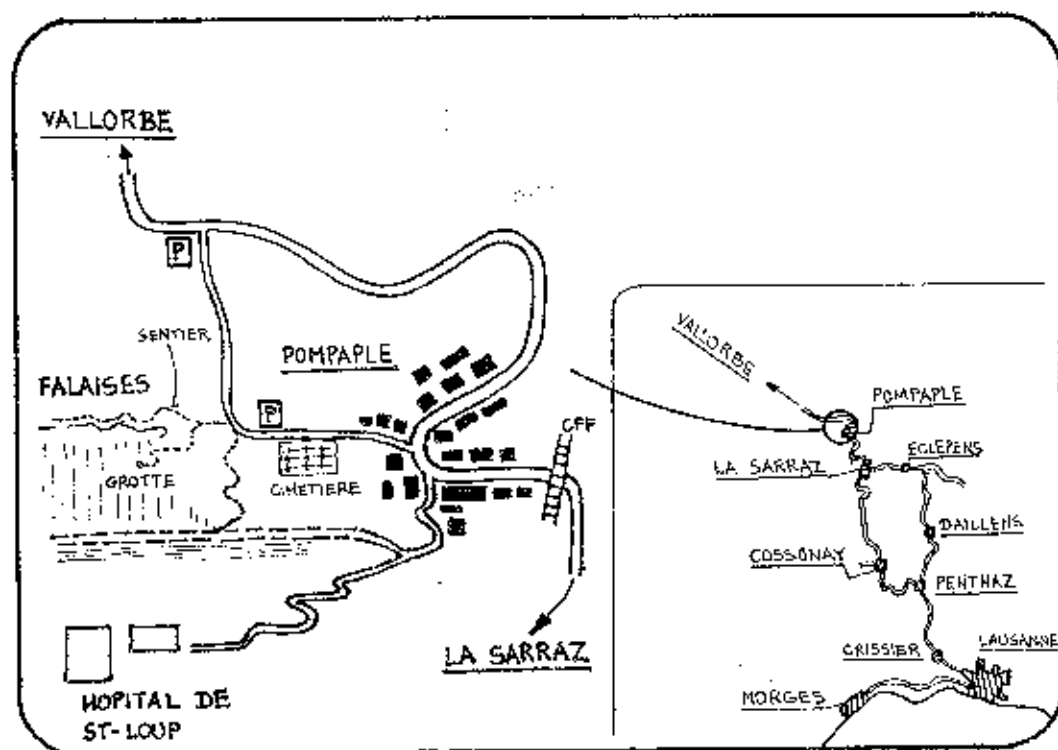 VALLORBE
P
SENTIER
POMPAPLE
FALAISES
P
CFF
GROTTE
CIMETIERE
LA SARRAZ
HOPITAL DE
ST-LOUP
VALLORBE
POMPAPLE
ECLEPENS
LA SARRAZ
DAILLENS
COSSONAY
PENTHAZ
CRISSIER
LAUSANNE
MORGES